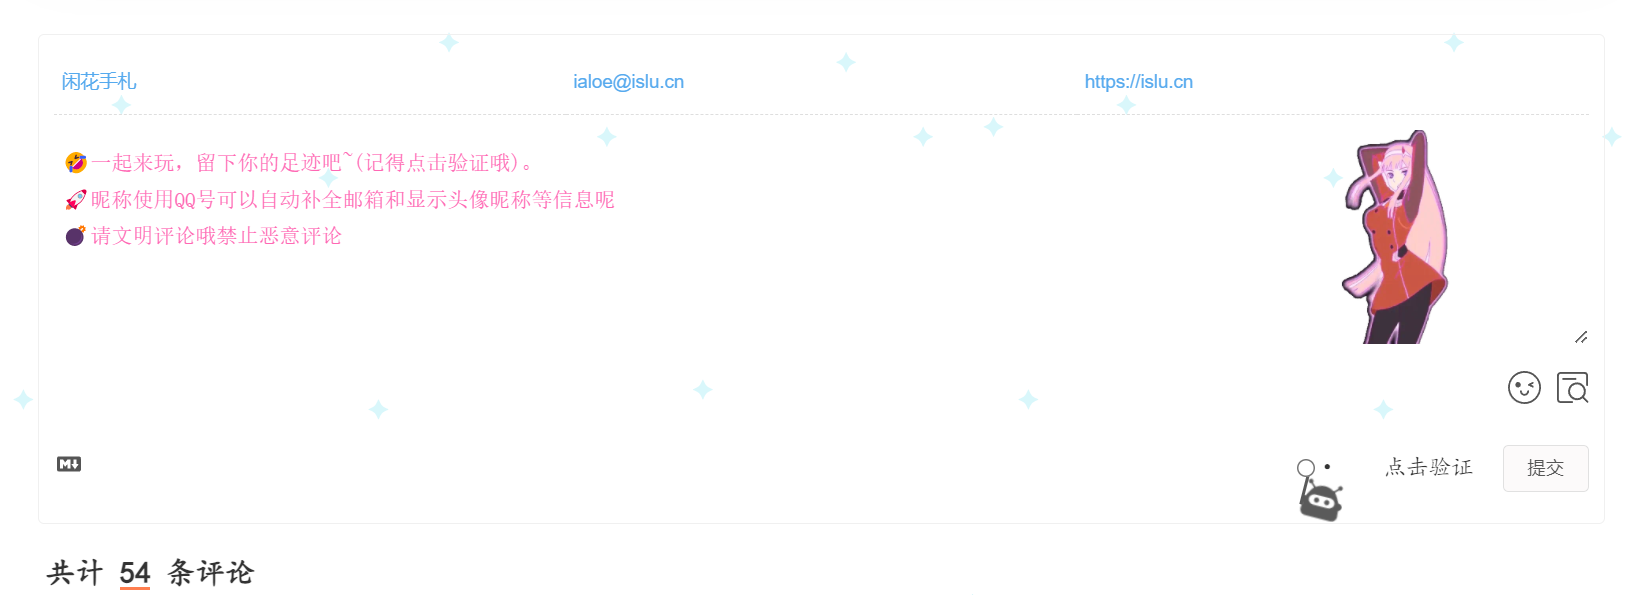 闲花手札 ialoe@islu.cn https://islu.cn
🤣一起来玩，留下你的足迹吧~(记得点击验证哦)。
🚀昵称使用QQ号可以自动补全邮箱和显示头像昵称等信息呢
💣请文明评论哦禁止恶意评论
M↓ 点击验证 提交
共计 54 条评论